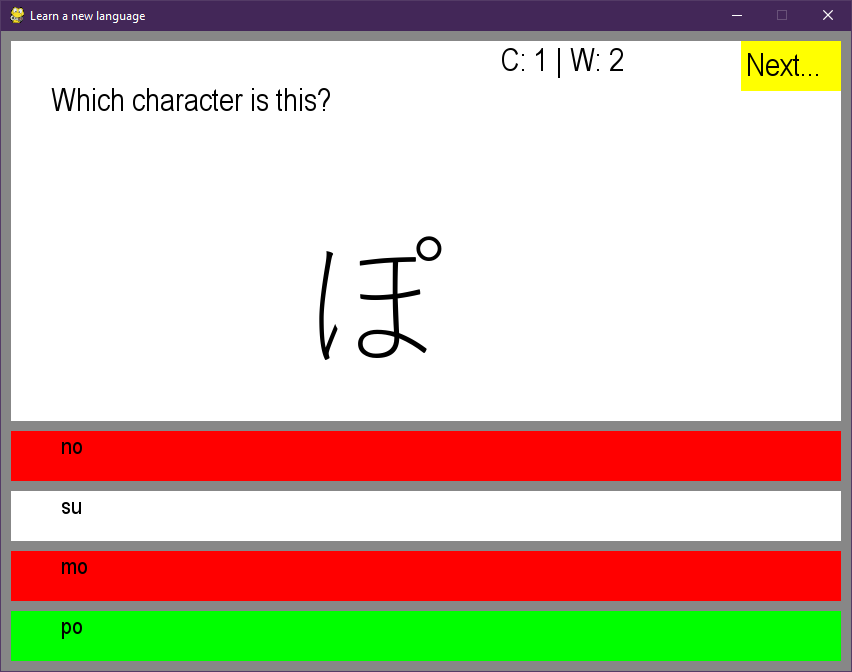 Learn a new language
C: 1 | W: 2
Next...
Which character is this?
ぽ
no
su
mo
po